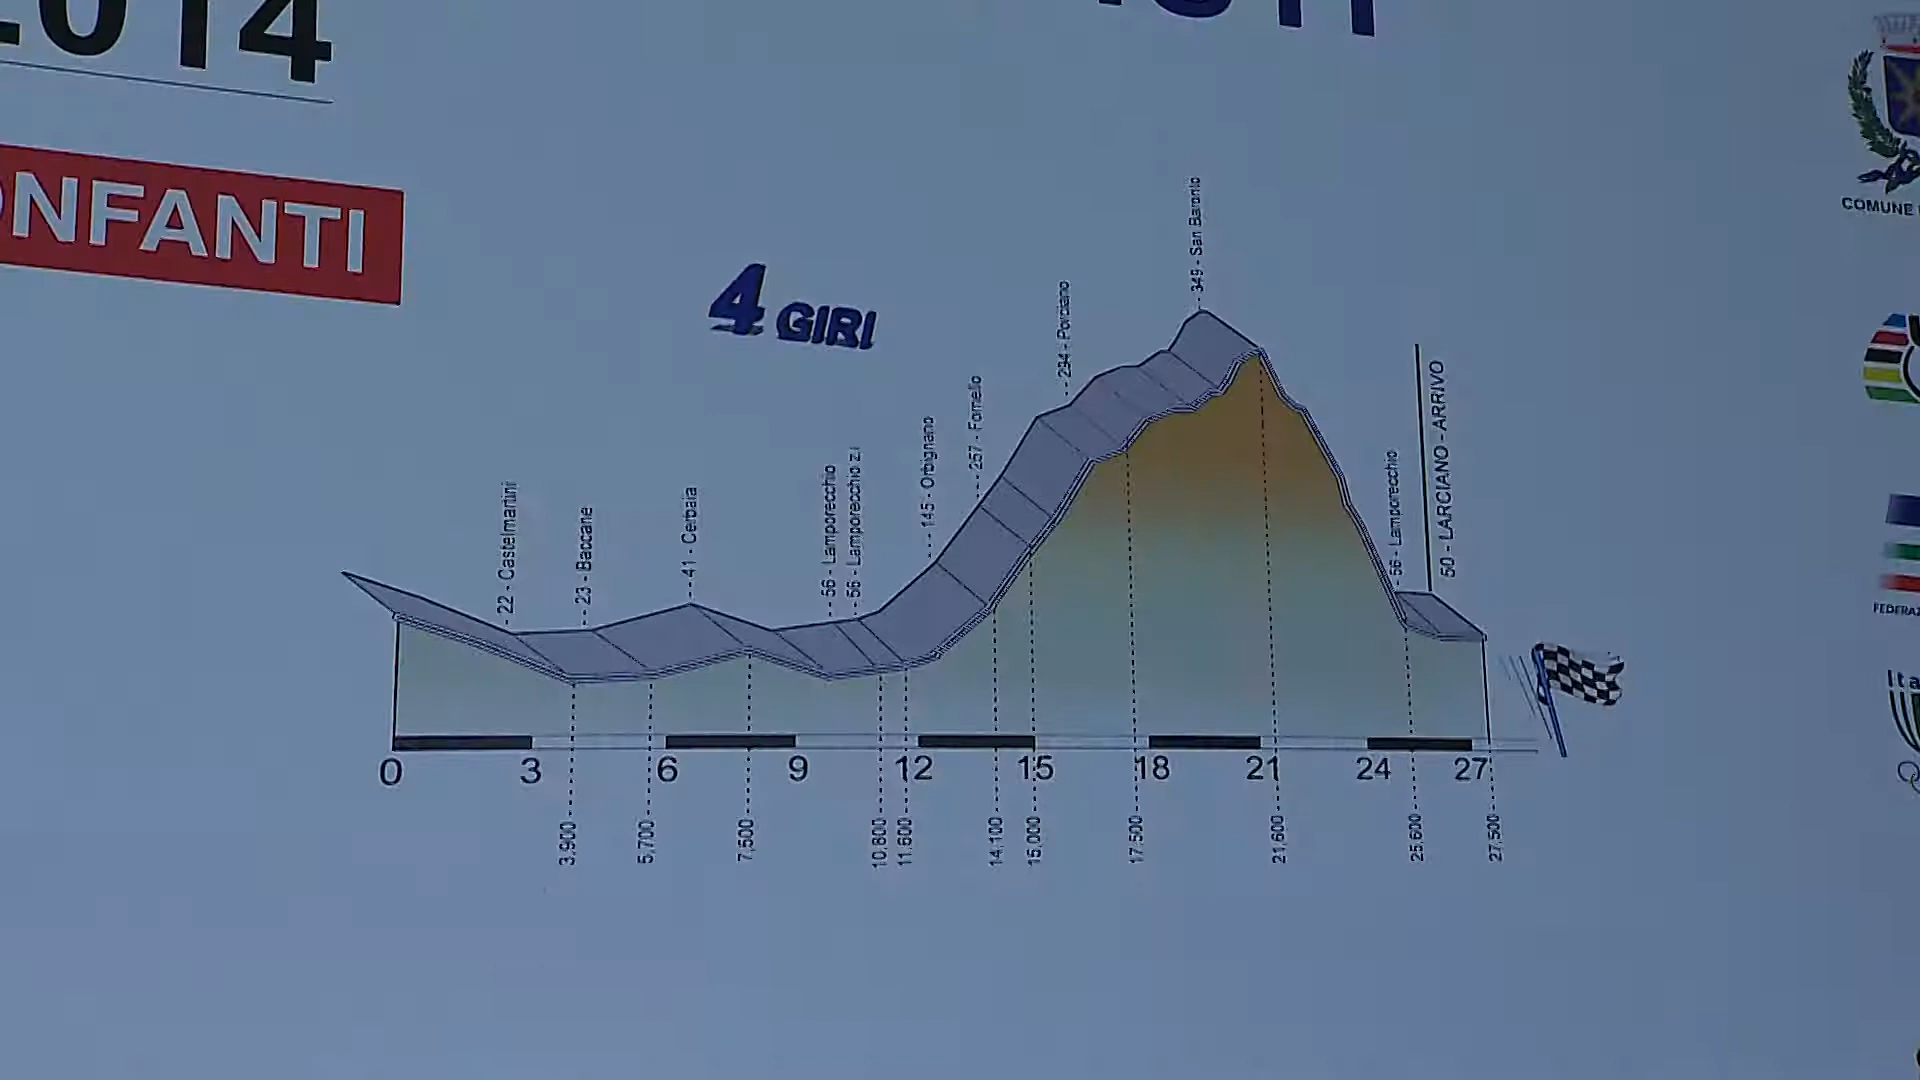 2014
ONFANTI
4 GIRI
22 - Castelmartini
23 - Baccane
41 - Cerbaia
56 - Lamporecchio
56 - Lamporecchio z.i
145 - Orbignano
257 - Fornello
294 - Porciano
349 - San Baronto
56 - Lamporecchio
50 - LARCIANO - ARRIVO
0 3 6 9 12 15 18 21 24 27
3,900
5,700
7,500
10,800
11,600
14,100
15,000
17,500
21,600
25,600
27,500
COMUNE